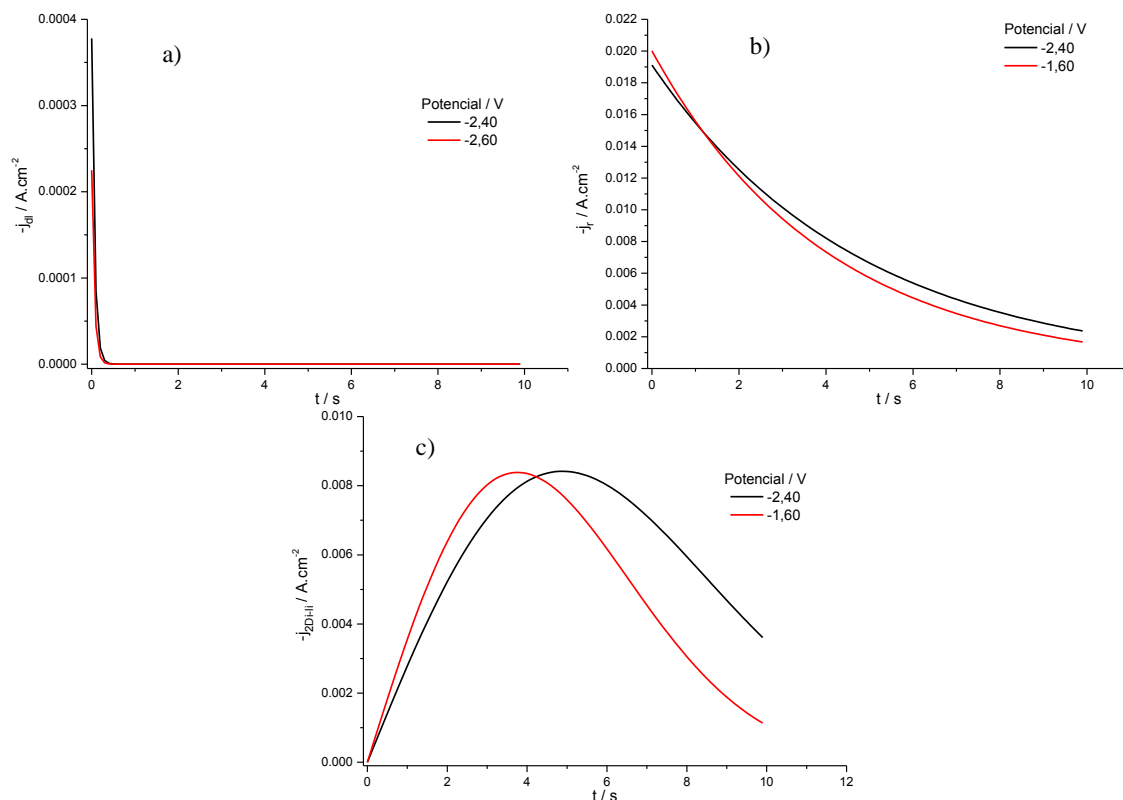 a)
0.0004
0.0003
0.0002
0.0001
0.0000
-j_dl / A.cm^-2
Potencial / V
-2,40
-2,60
0 2 4 6 8 10
t / s
b)
0.022
0.020
0.018
0.016
0.014
0.012
0.010
0.008
0.006
0.004
0.002
0.000
-j_r / A.cm^-2
Potencial / V
-2,40
-1,60
0 2 4 6 8 10
t / s
c)
0.010
0.008
0.006
0.004
0.002
0.000
-j_2Di-li / A.cm^-2
Potencial / V
-2,40
-1,60
0 2 4 6 8 10 12
t / s